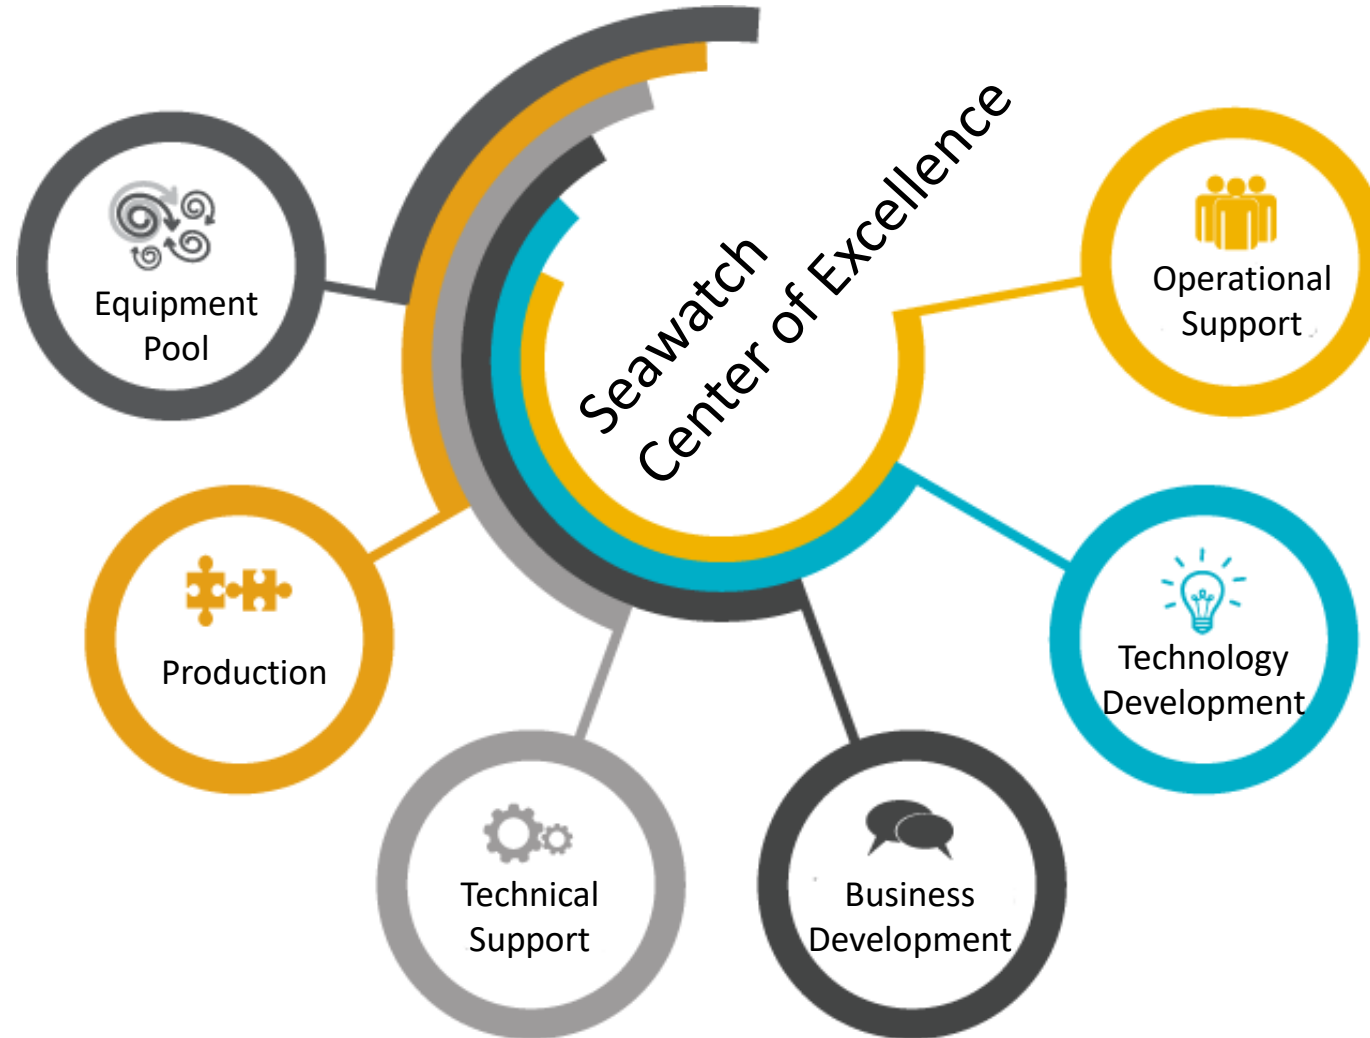 Seawatch
Center of Excellence
Equipment
Pool
Production
Technical
Support
Business
Development
Technology
Development
Operational
Support